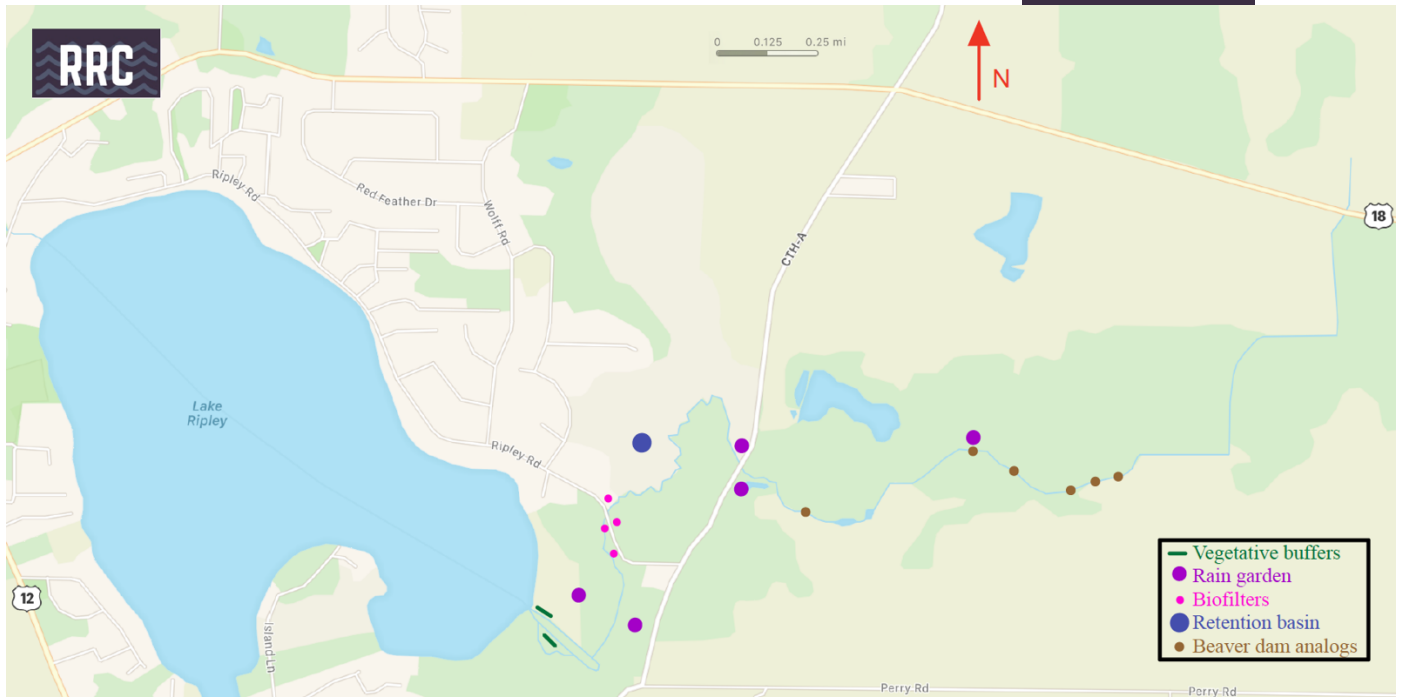 RRC
0 0.125 0.25 mi
N
Ripley Rd
Red Feather Dr
Wolff Rd
18
CTH-A
Lake
Ripley
Ripley Rd
12
Island Ln
Perry Rd
Perry Rd
Vegetative buffers
Rain garden
Biofilters
Retention basin
Beaver dam analogs